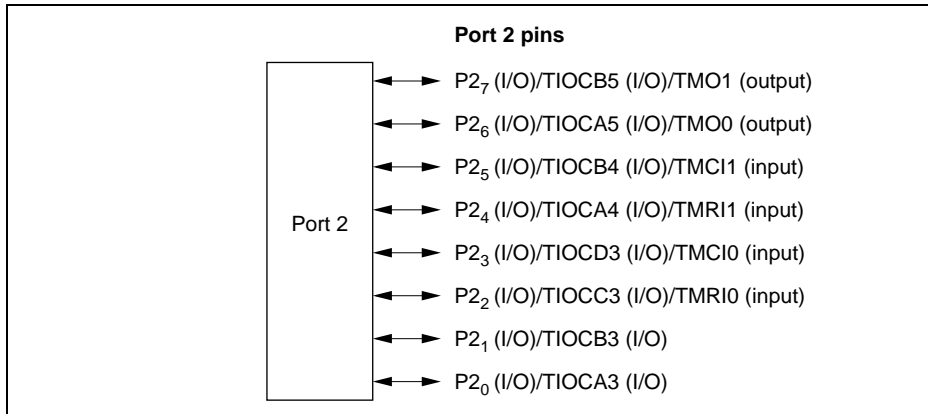 Port 2 pins
P2₇ (I/O)/TIOCB5 (I/O)/TMO1 (output)
P2₆ (I/O)/TIOCA5 (I/O)/TMO0 (output)
P2₅ (I/O)/TIOCB4 (I/O)/TMCI1 (input)
P2₄ (I/O)/TIOCA4 (I/O)/TMRI1 (input)
Port 2
P2₃ (I/O)/TIOCD3 (I/O)/TMCI0 (input)
P2₂ (I/O)/TIOCC3 (I/O)/TMRI0 (input)
P2₁ (I/O)/TIOCB3 (I/O)
P2₀ (I/O)/TIOCA3 (I/O)